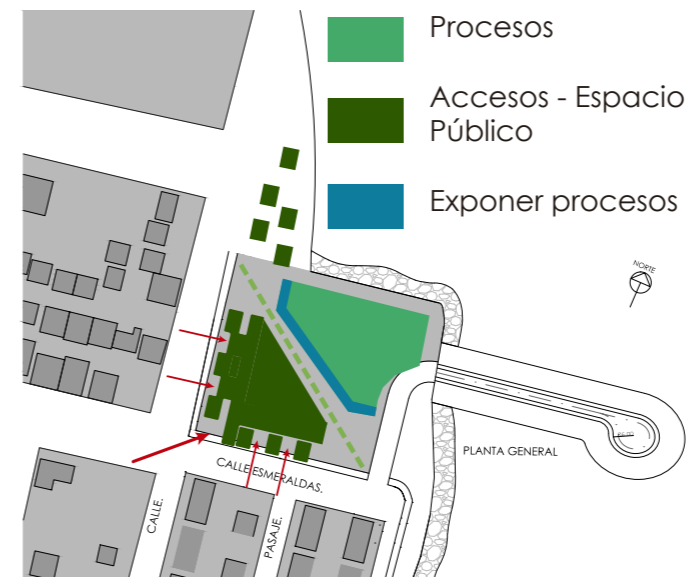 Procesos
Accesos - Espacio
Público
Exponer procesos
NORTE
PLANTA GENERAL
CALLE ESMERALDAS.
CALLE.
PASAJE.